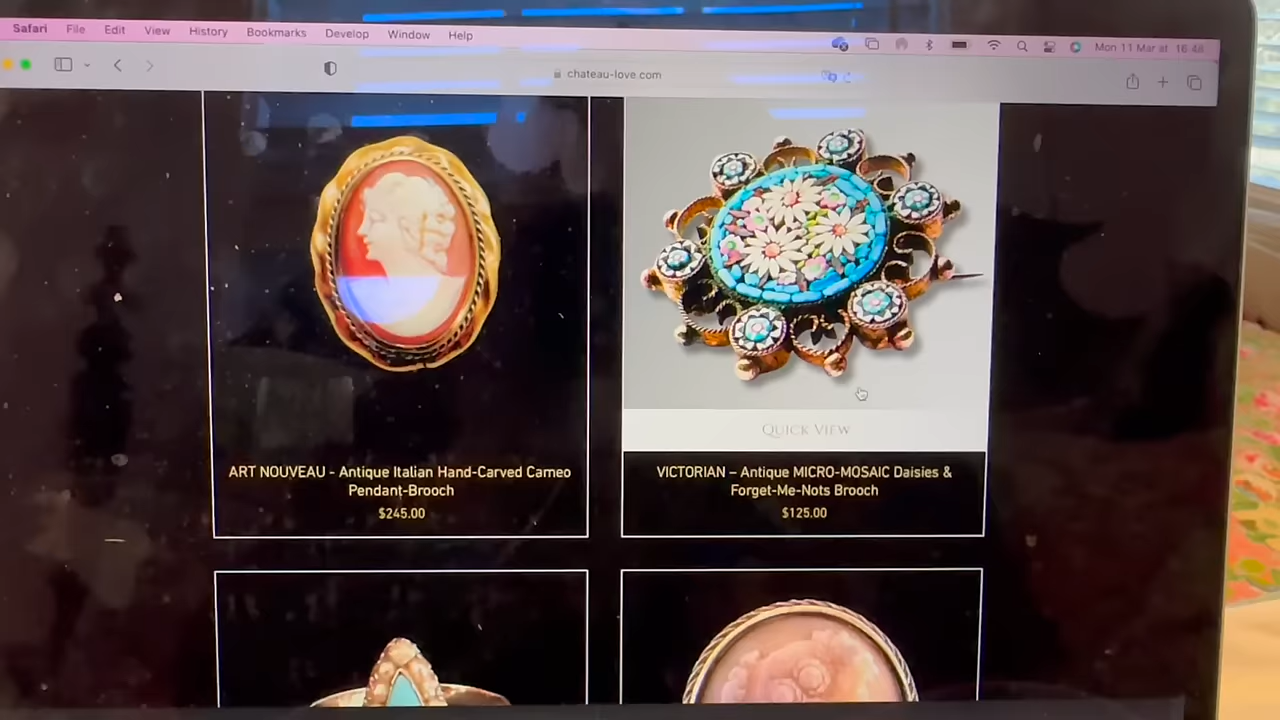 Safari File Edit View History Bookmarks Develop Window Help
Mon 11 Mar at 16:48
chateau-love.com
QUICK VIEW
ART NOUVEAU - Antique Italian Hand-Carved Cameo
Pendant-Brooch
$245.00
VICTORIAN – Antique MICRO-MOSAIC Daisies &
Forget-Me-Nots Brooch
$125.00